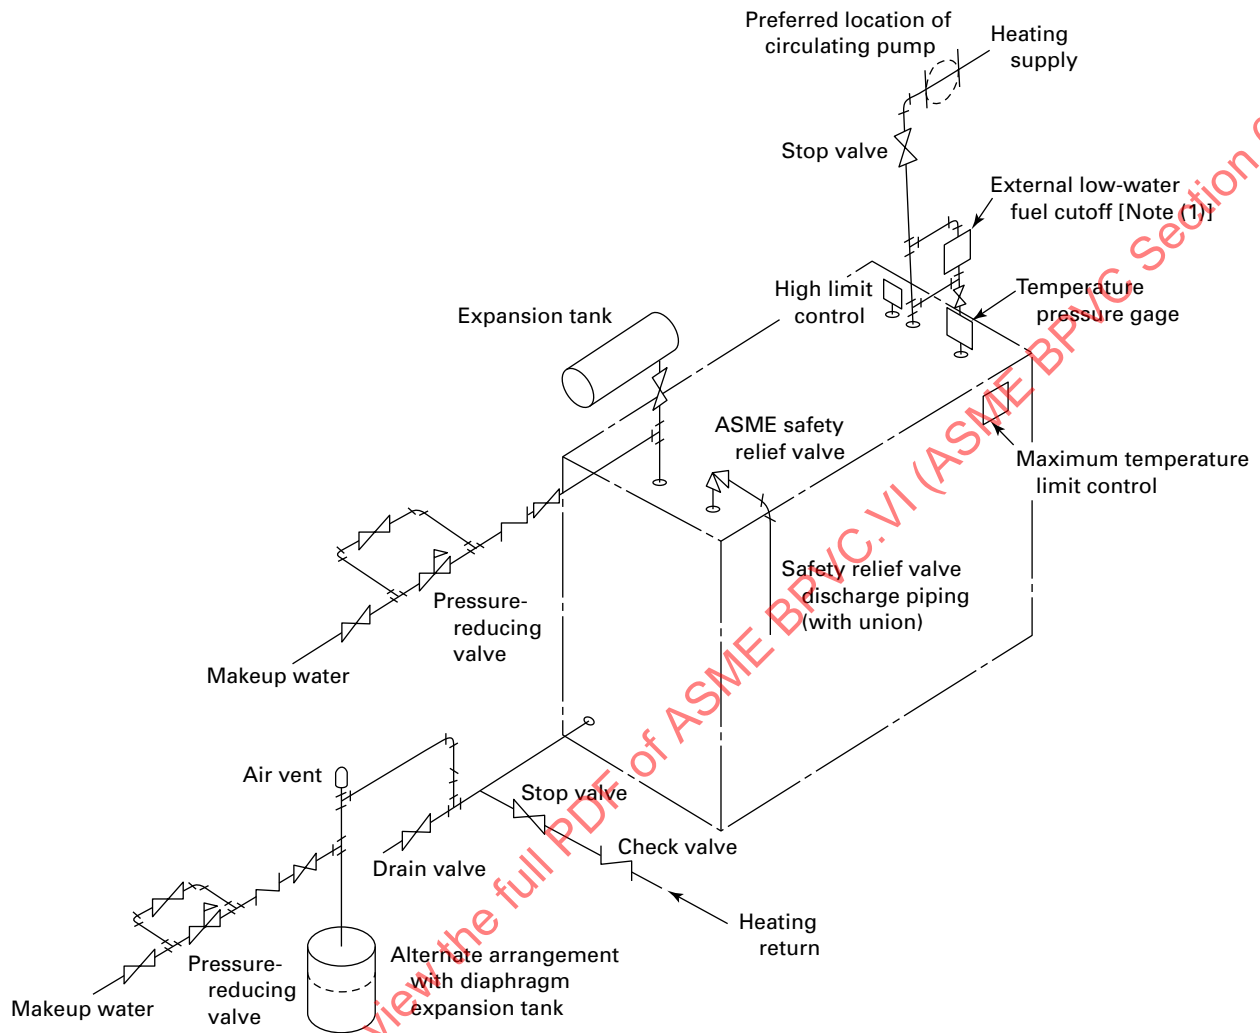 Preferred location of
circulating pump
Heating
supply
Stop valve
External low-water
fuel cutoff [Note (1)]
High limit
control
Temperature
pressure gage
Expansion tank
ASME safety
relief valve
Maximum temperature
limit control
Pressure-
reducing
valve
Safety relief valve
discharge piping
(with union)
Makeup water
Air vent
Stop valve
Check valve
Drain valve
Heating
return
Pressure-
reducing
valve
Alternate arrangement
with diaphragm
expansion tank
Makeup water
view the full PDF of ASME BPVC.VI (ASME BPVC Section